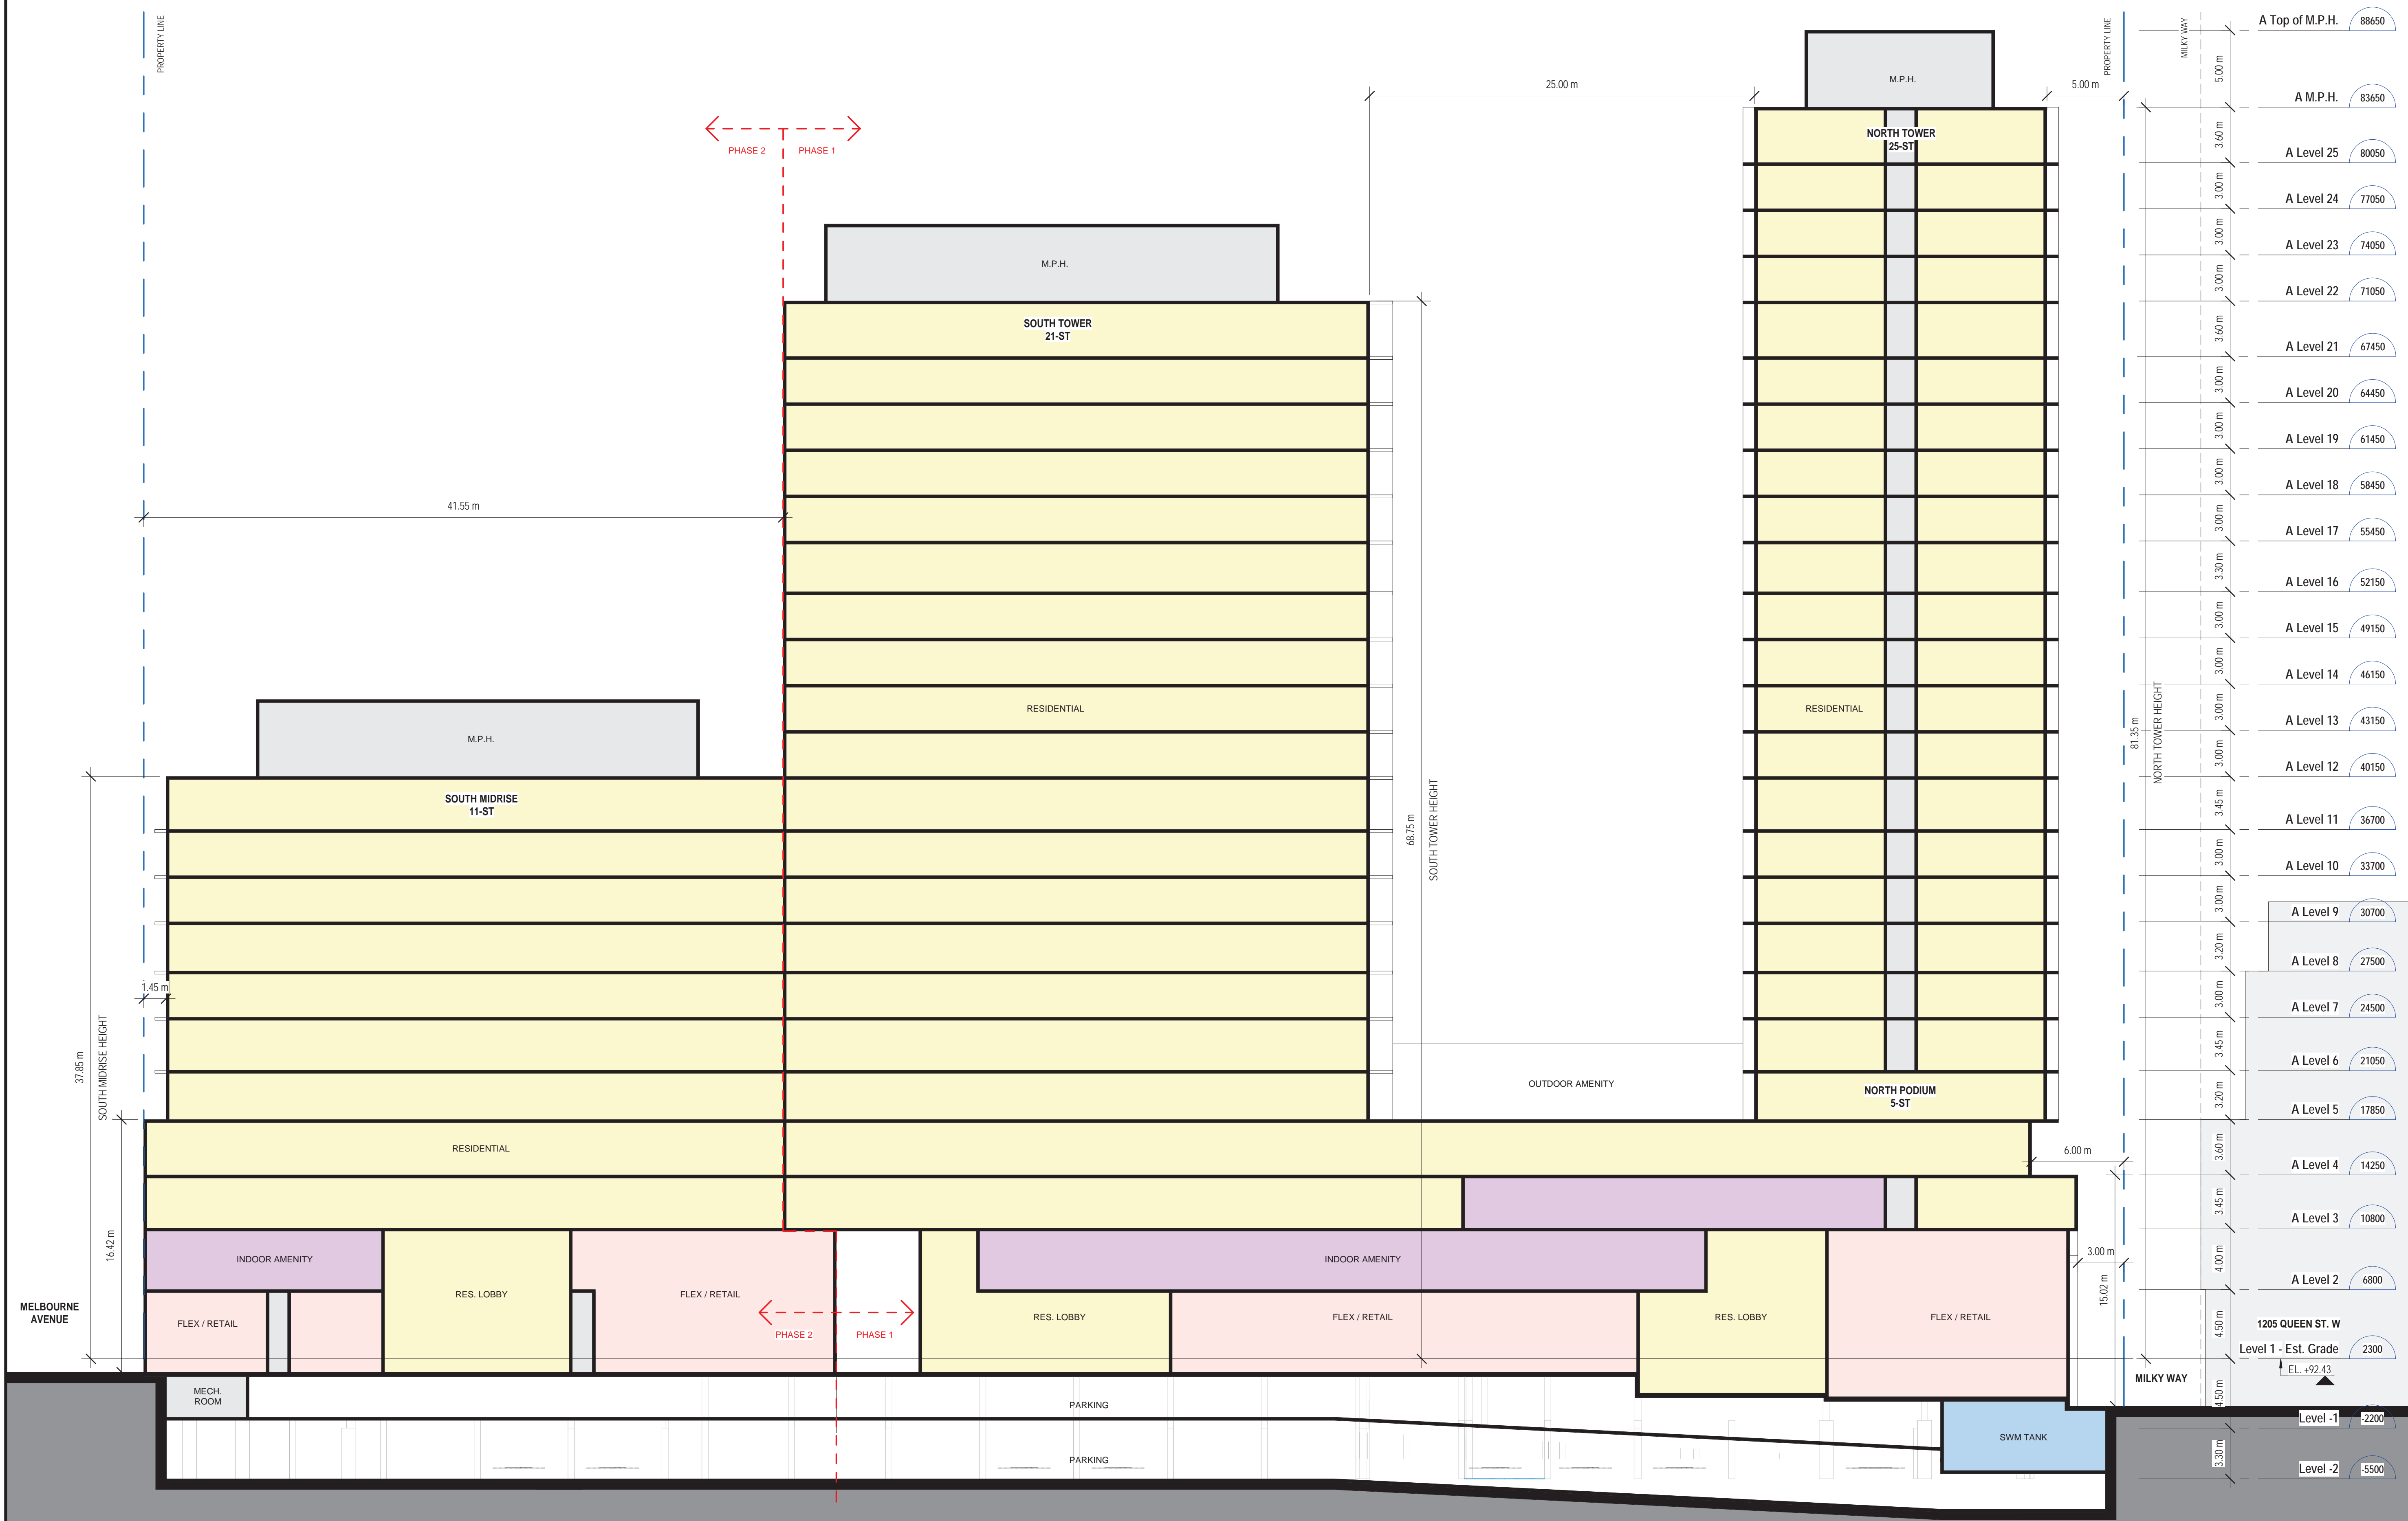 PROPERTY LINE
PROPERTY LINE
MILKY WAY
A Top of M.P.H. 88650
5.00 m
A M.P.H. 83650
3.60 m
A Level 25 80050
3.00 m
A Level 24 77050
3.00 m
A Level 23 74050
3.00 m
A Level 22 71050
3.60 m
A Level 21 67450
3.00 m
A Level 20 64450
3.00 m
A Level 19 61450
3.00 m
A Level 18 58450
3.00 m
A Level 17 55450
3.30 m
A Level 16 52150
3.00 m
A Level 15 49150
3.00 m
A Level 14 46150
3.00 m
A Level 13 43150
3.00 m
A Level 12 40150
3.45 m
A Level 11 36700
3.00 m
A Level 10 33700
3.00 m
A Level 9 30700
3.20 m
A Level 8 27500
3.00 m
A Level 7 24500
3.45 m
A Level 6 21050
3.20 m
A Level 5 17850
3.60 m
A Level 4 14250
3.45 m
A Level 3 10800
4.00 m
A Level 2 6800
4.50 m
1205 QUEEN ST. W
Level 1 - Est. Grade 2300
EL. +92.43
4.50 m
Level -1 -2200
3.30 m
Level -2 -5500
25.00 m
5.00 m
M.P.H.
NORTH TOWER
25-ST
PHASE 2
PHASE 1
M.P.H.
SOUTH TOWER
21-ST
41.55 m
RESIDENTIAL
RESIDENTIAL
81.35 m
NORTH TOWER HEIGHT
M.P.H.
SOUTH MIDRISE
11-ST
68.75 m
SOUTH TOWER HEIGHT
1.45 m
37.85 m
SOUTH MIDRISE HEIGHT
OUTDOOR AMENITY
NORTH PODIUM
5-ST
RESIDENTIAL
6.00 m
16.42 m
INDOOR AMENITY
INDOOR AMENITY
3.00 m
15.02 m
MELBOURNE
AVENUE
FLEX / RETAIL
RES. LOBBY
FLEX / RETAIL
PHASE 2
PHASE 1
RES. LOBBY
FLEX / RETAIL
RES. LOBBY
FLEX / RETAIL
MILKY WAY
MECH.
ROOM
PARKING
PARKING
SWM TANK